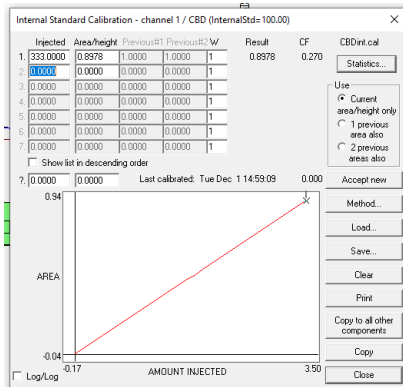 Internal Standard Calibration - channel 1 / CBD (InternalStd=100.00)
Injected Area/height Previous#1 Previous#2 W Result CF CBDint.cal
1. 333.0000 0.8978 1.0000 1.0000 1 0.8978 0.270
Statistics...
2. 0.0000 0.0000 0.0000 0.0000 1
3. 0.0000 0.0000 0.0000 0.0000 1
4. 0.0000 0.0000 0.0000 0.0000 1
5. 0.0000 0.0000 0.0000 0.0000 1
6. 0.0000 0.0000 0.0000 0.0000 1
7. 0.0000 0.0000 0.0000 0.0000 1
Use
Current
area/height only
1 previous
area also
2 previous
areas also
Show list in descending order
?. 0.0000 0.0000 Last calibrated: Tue Dec 1 14:59:09 0.000
Accept new
0.94
Method...
Load...
Save...
AREA
Clear
Print
Copy to all other
components
-0.04
Copy
-0.17 AMOUNT INJECTED 3.50
Log/Log
Close